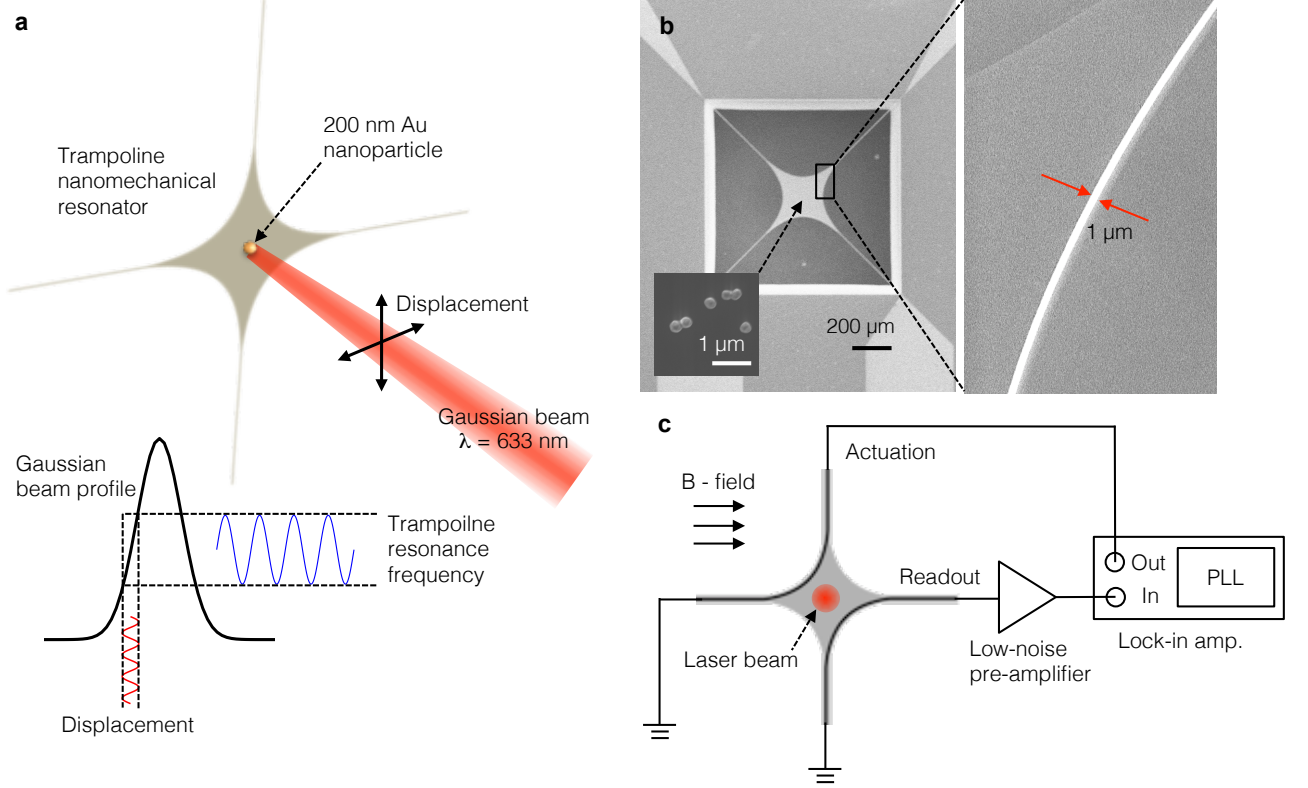 a
200 nm Au
nanoparticle
Trampoline
nanomechanical
resonator
Displacement
Gaussian beam
λ = 633 nm
Gaussian
beam profile
Trampoilne
resonance
frequency
Displacement
b
1 µm
200 µm
1 µm
c
Actuation
B - field
Readout
Out
In
PLL
Laser beam
Low-noise
pre-amplifier
Lock-in amp.